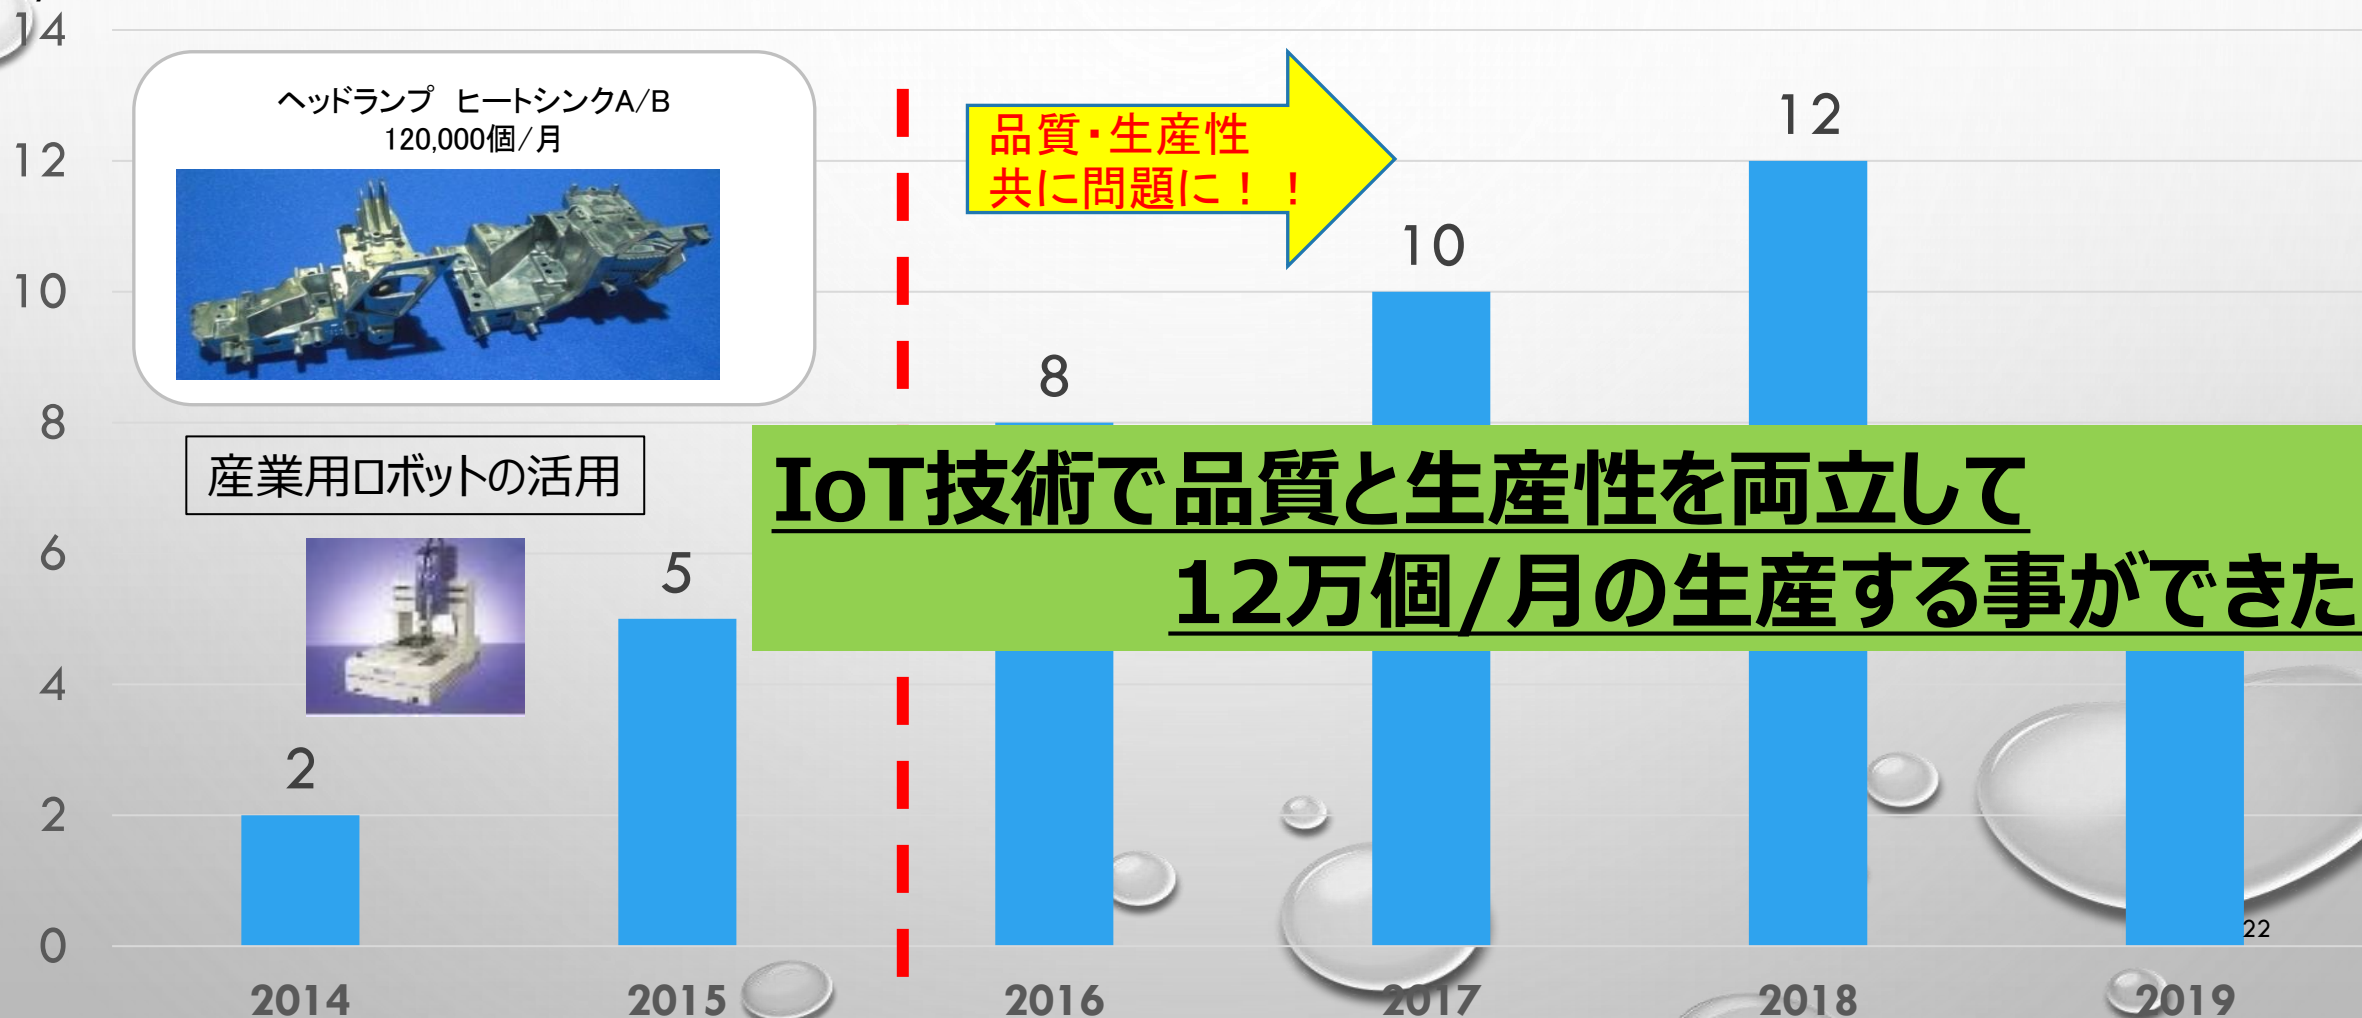 14
ヘッドランプ　ヒートシンクA/B
120,000個/月
品質・生産性
共に問題に！！
12
12
10
10
8
8
産業用ロボットの活用
IoT技術で品質と生産性を両立して
12万個/月の生産する事ができた
6
5
4
2
2
0
22
2014 2015 2016 2017 2018 2019